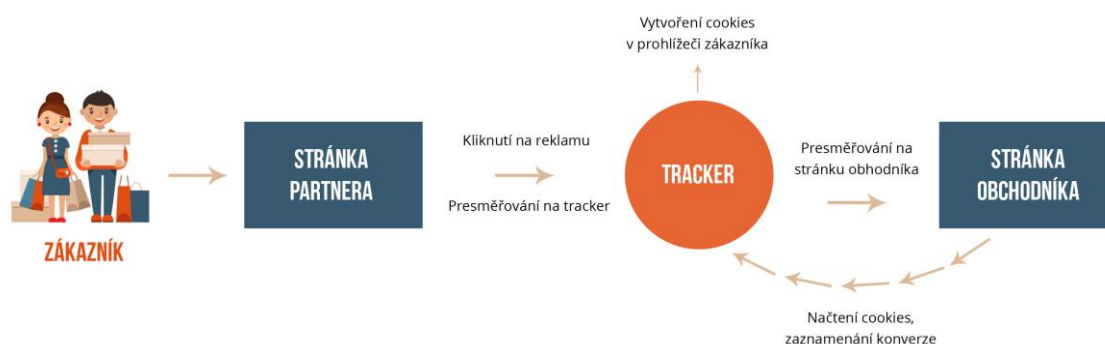 Vytvoření cookies
v prohlížeči zákazníka
ZÁKAZNÍK
STRÁNKA
PARTNERA
Kliknutí na reklamu
Presměřování na tracker
TRACKER
Presměřování na
stránku obhodníka
STRÁNKA
OBCHODNÍKA
Načtení cookies,
zaznamenání konverze